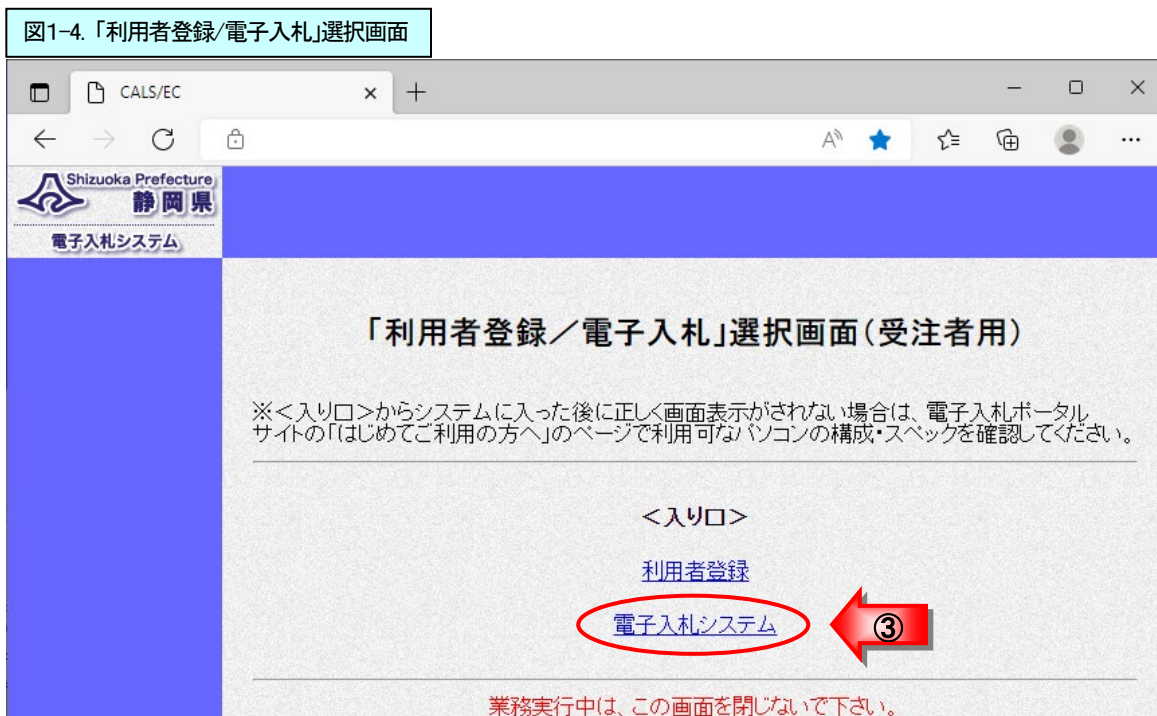 図1-4.「利用者登録/電子入札」選択画面
CALS/EC
Shizuoka Prefecture
静岡県
電子入札システム
「利用者登録／電子入札」選択画面(受注者用)
※<入り口>からシステムに入った後に正しく画面表示がされない場合は、電子入札ポータル
サイトの「はじめてご利用の方へ」のページで利用可なパソコンの構成・スペックを確認してください。
<入り口>
利用者登録
電子入札システム
③
業務実行中は、この画面を閉じないで下さい。